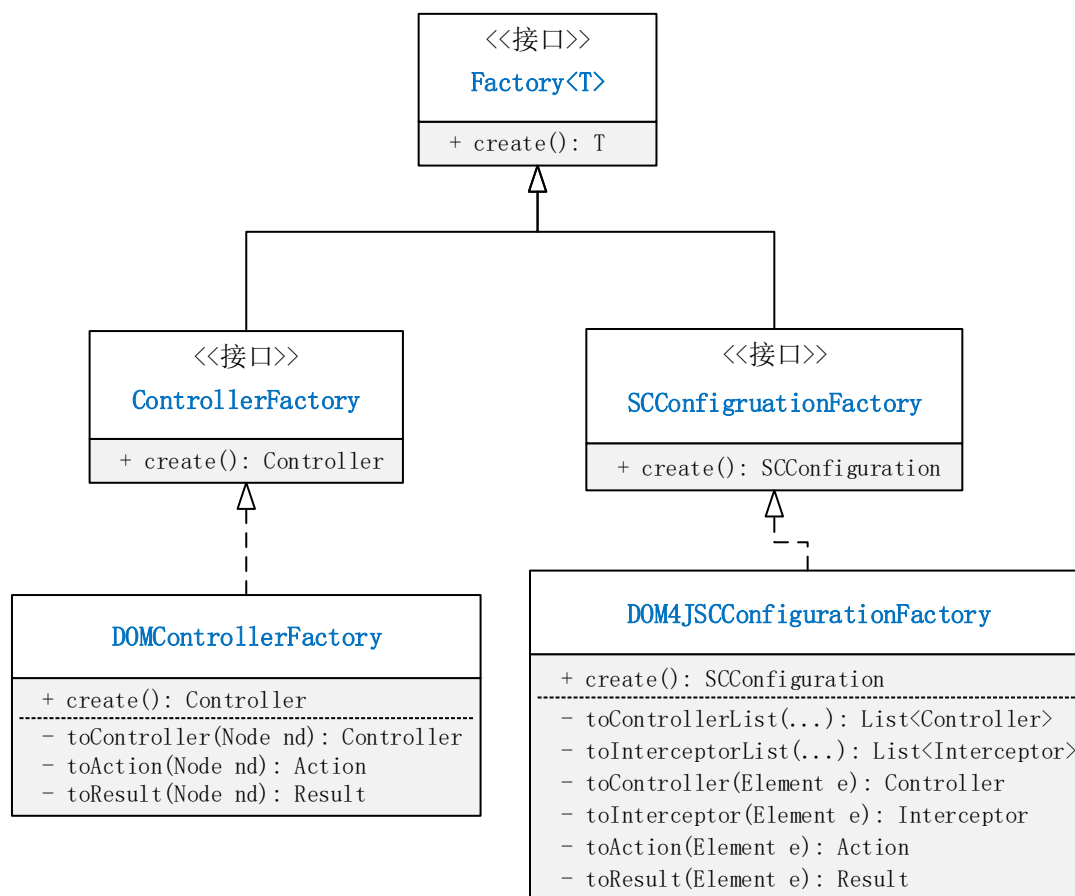 <<接口>>
Factory<T>
+ create(): T
<<接口>>
ControllerFactory
+ create(): Controller
<<接口>>
SCConfigruationFactory
+ create(): SCConfiguration
DOMControllerFactory
+ create(): Controller
- toController(Node nd): Controller
- toAction(Node nd): Action
- toResult(Node nd): Result
DOM4JSCConfigurationFactory
+ create(): SCConfiguration
- toControllerList(...): List<Controller>
- toInterceptorList(...): List<Interceptor>
- toController(Element e): Controller
- toInterceptor(Element e): Interceptor
- toAction(Element e): Action
- toResult(Element e): Result